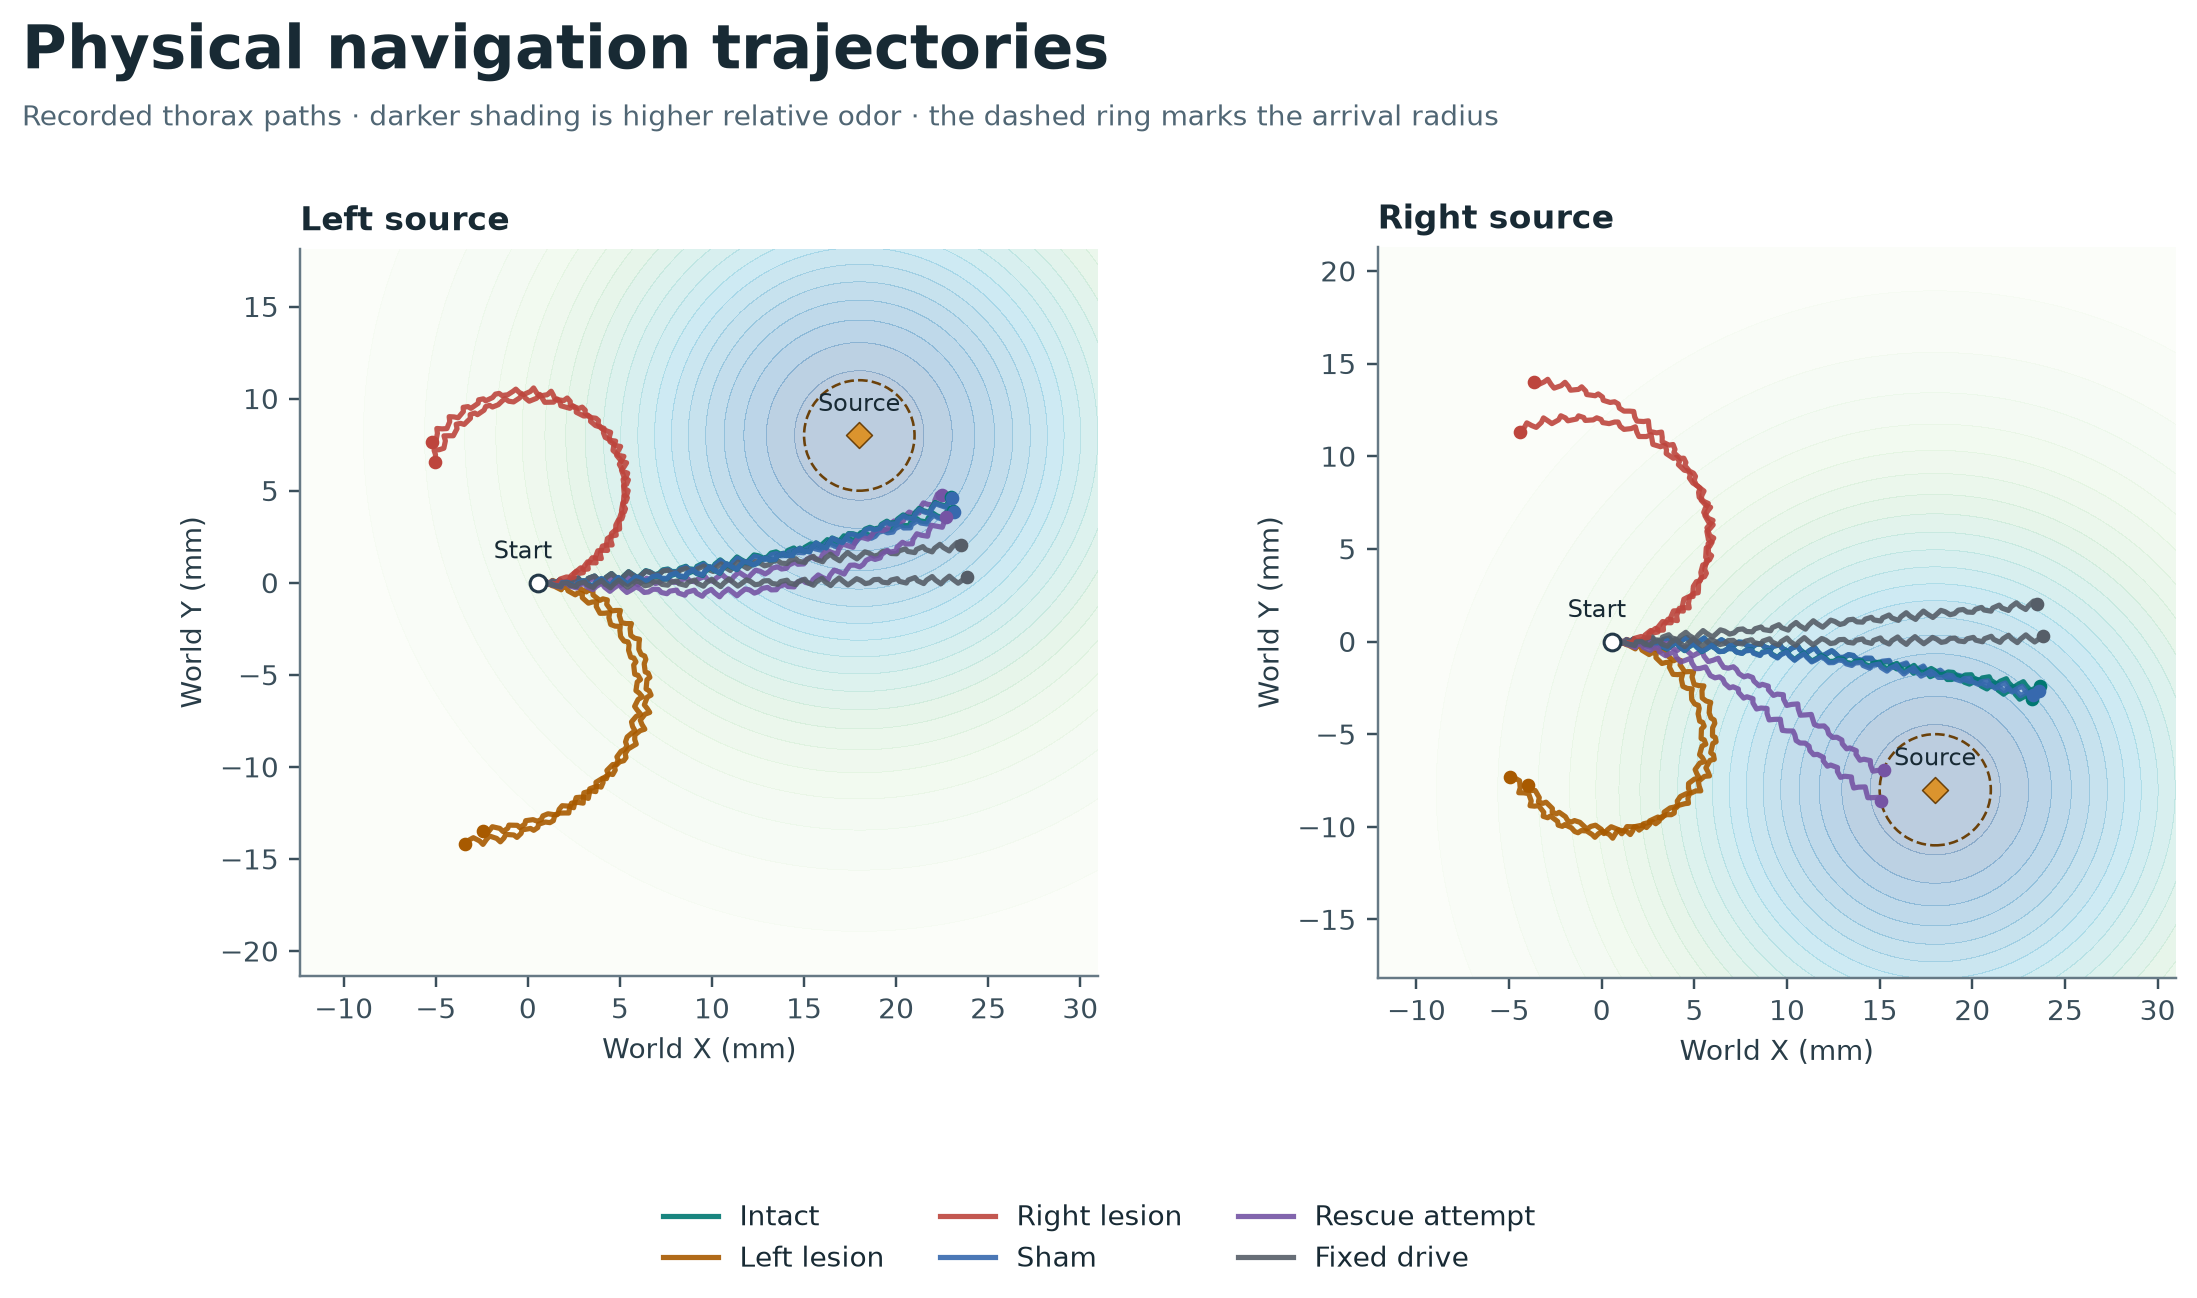 Physical navigation trajectories
Recorded thorax paths · darker shading is higher relative odor · the dashed ring marks the arrival radius
Left source
15
10
5
0
−5
−10
−15
−20
World Y (mm)
Source
Start
−10 −5 0 5 10 15 20 25 30
World X (mm)
Right source
20
15
10
5
0
−5
−10
−15
World Y (mm)
Start
Source
−10 −5 0 5 10 15 20 25 30
World X (mm)
Intact Right lesion Rescue attempt
Left lesion Sham Fixed drive